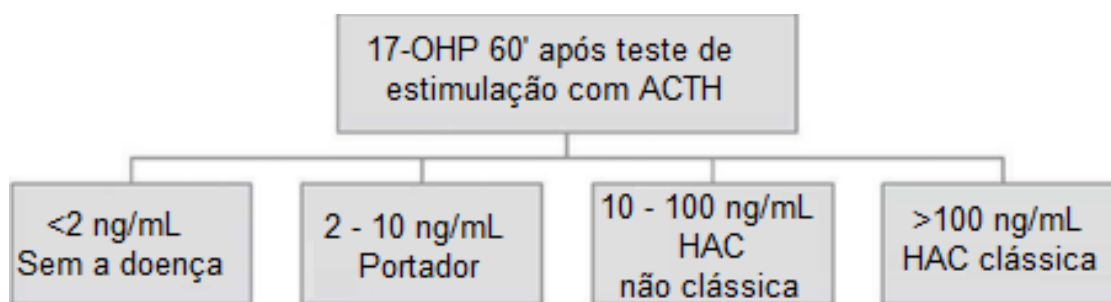 17-OHP 60' após teste de
estimulação com ACTH
<2 ng/mL
Sem a doença
2 - 10 ng/mL
Portador
10 - 100 ng/mL
HAC
não clássica
>100 ng/mL
HAC clássica